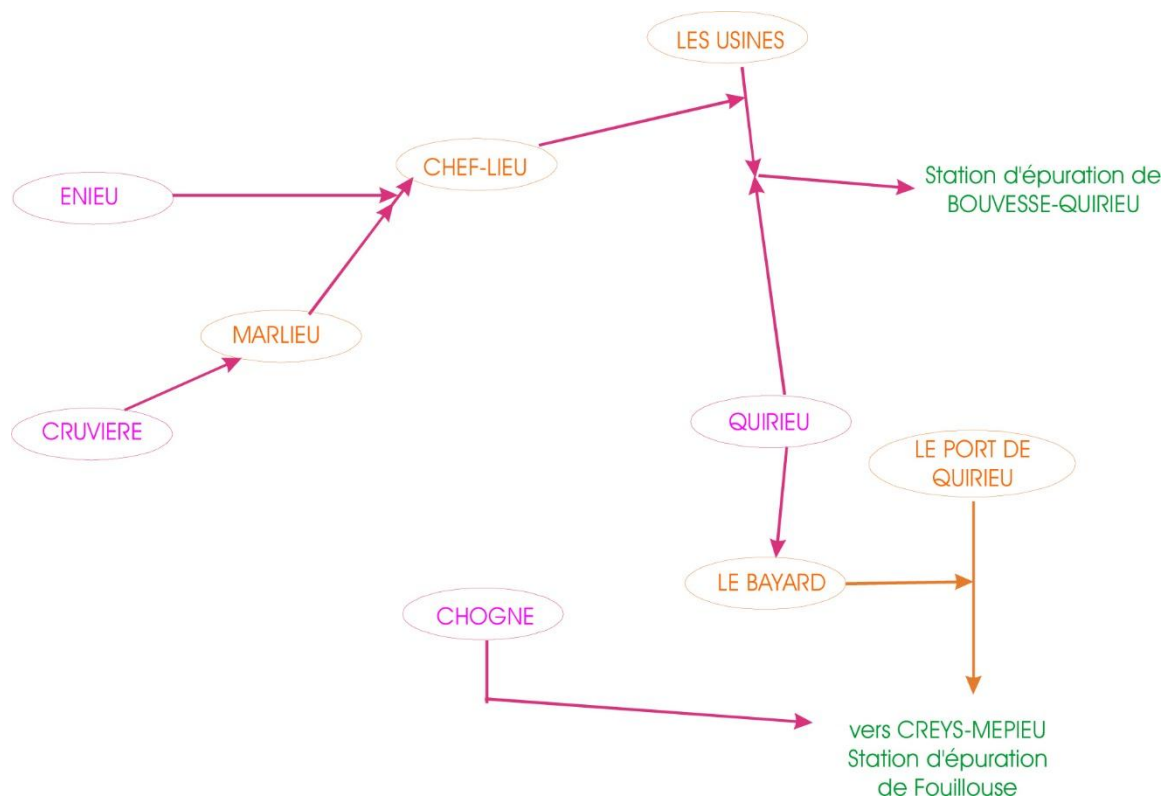 LES USINES
CHEF-LIEU
ENIEU
Station d'épuration de
BOUVESSE-QUIRIEU
MARLIEU
CRUVIERE
QUIRIEU
LE PORT DE
QUIRIEU
LE BAYARD
CHOGNE
vers CREYS-MEPIEU
Station d'épuration
de Fouillouse